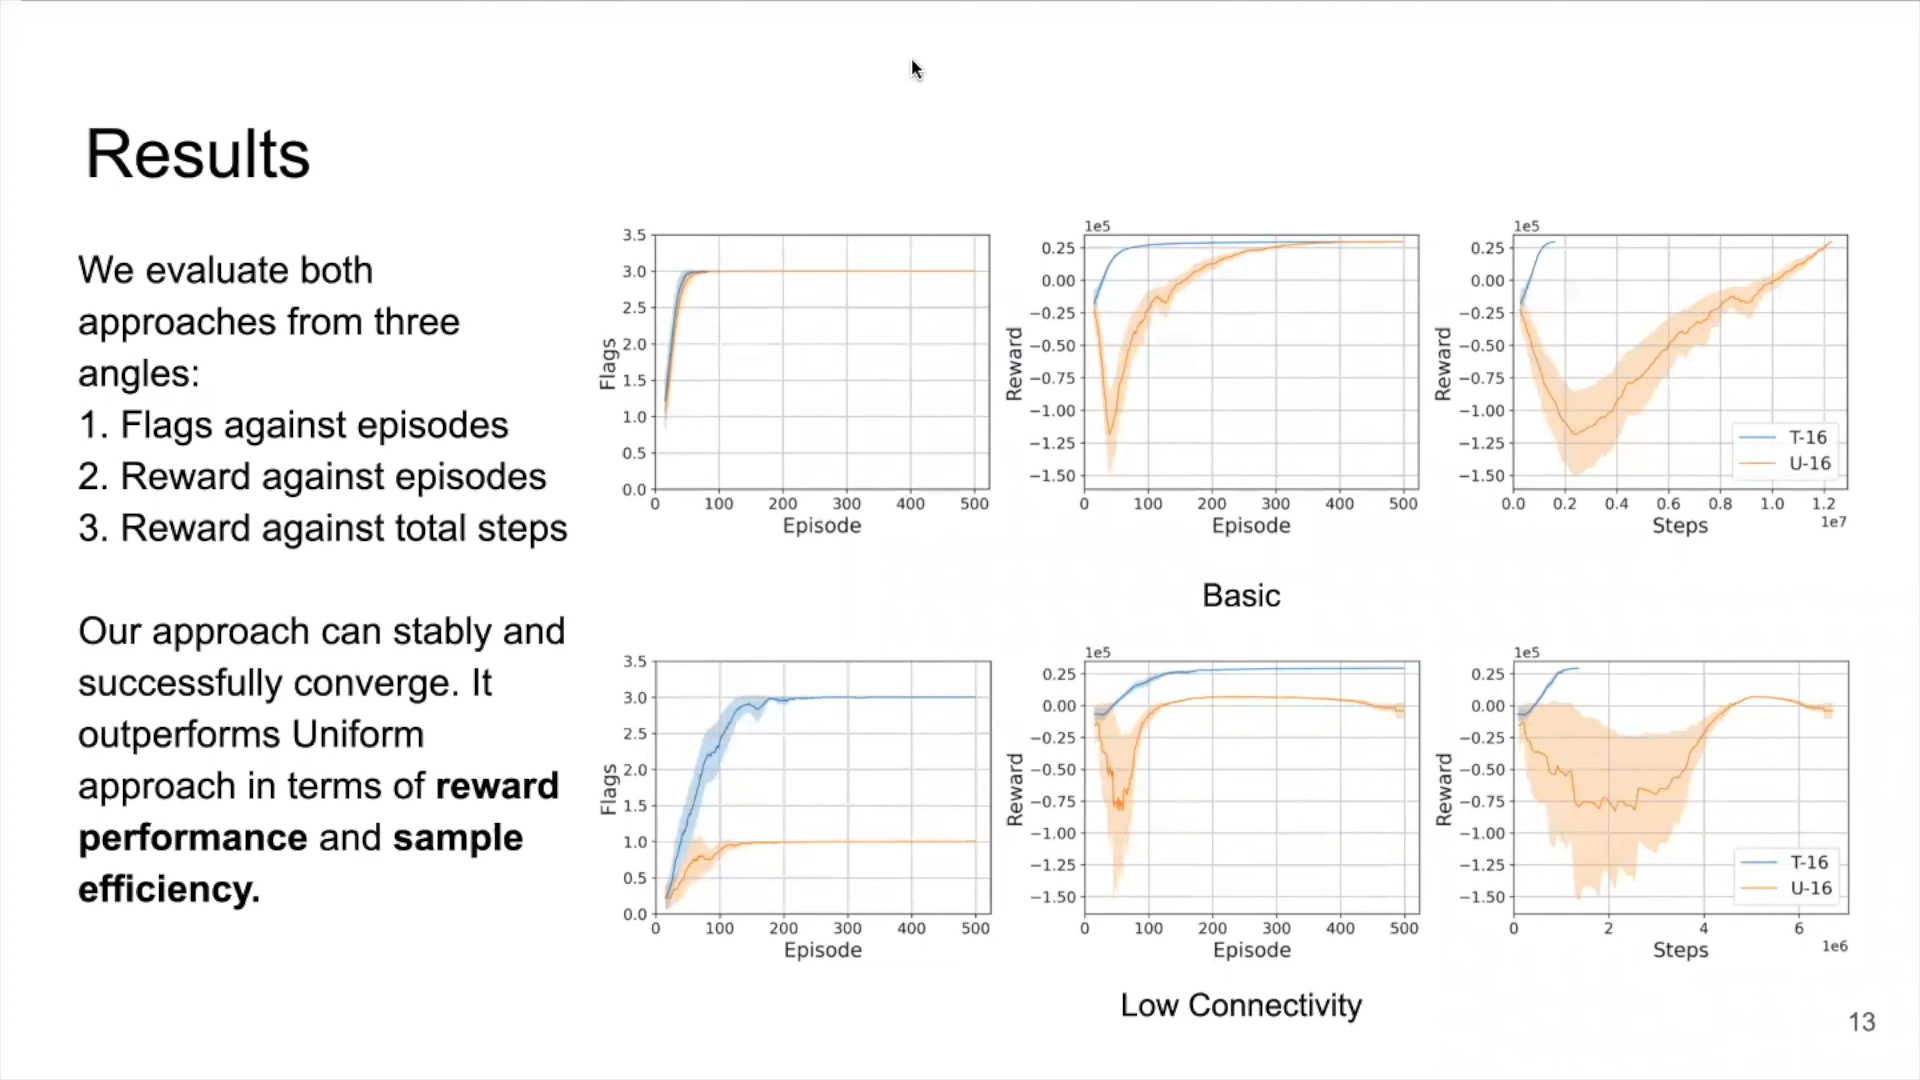 Results
We evaluate both
approaches from three
angles:
1. Flags against episodes
2. Reward against episodes
3. Reward against total steps
Our approach can stably and
successfully converge. It
outperforms Uniform
approach in terms of reward
performance and sample
efficiency.
3.5
3.0
2.5
2.0
1.5
1.0
0.5
0.0
Flags
0 100 200 300 400 500
Episode
1e5
0.25
0.00
−0.25
−0.50
−0.75
−1.00
−1.25
−1.50
Reward
0 100 200 300 400 500
Episode
1e5
0.25
0.00
−0.25
−0.50
−0.75
−1.00
−1.25
−1.50
Reward
T-16
U-16
0.0 0.2 0.4 0.6 0.8 1.0 1.2
Steps
1e7
Basic
3.5
3.0
2.5
2.0
1.5
1.0
0.5
0.0
Flags
0 100 200 300 400 500
Episode
1e5
0.25
0.00
−0.25
−0.50
−0.75
−1.00
−1.25
−1.50
Reward
0 100 200 300 400 500
Episode
1e5
0.25
0.00
−0.25
−0.50
−0.75
−1.00
−1.25
−1.50
Reward
T-16
U-16
0 2 4 6
Steps
1e6
Low Connectivity
13